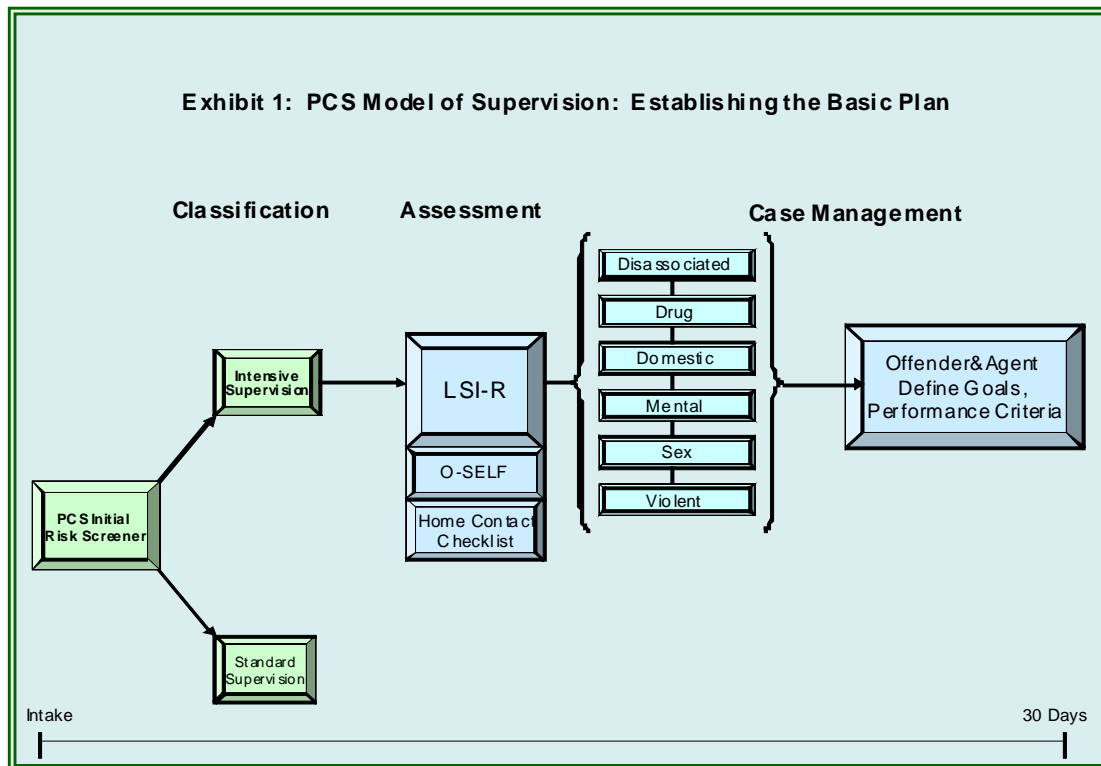 Exhibit 1: PCS Model of Supervision: Establishing the Basic Plan
Classification
Assessment
Case Management
PCS Initial
Risk Screener
Intensive
Supervision
Standard
Supervision
LSI-R
O-SELF
Home Contact
Checklist
Disassociated
Drug
Domestic
Mental
Sex
Violent
Offender&Agent
Define Goals,
Performance Criteria
Intake
30 Days